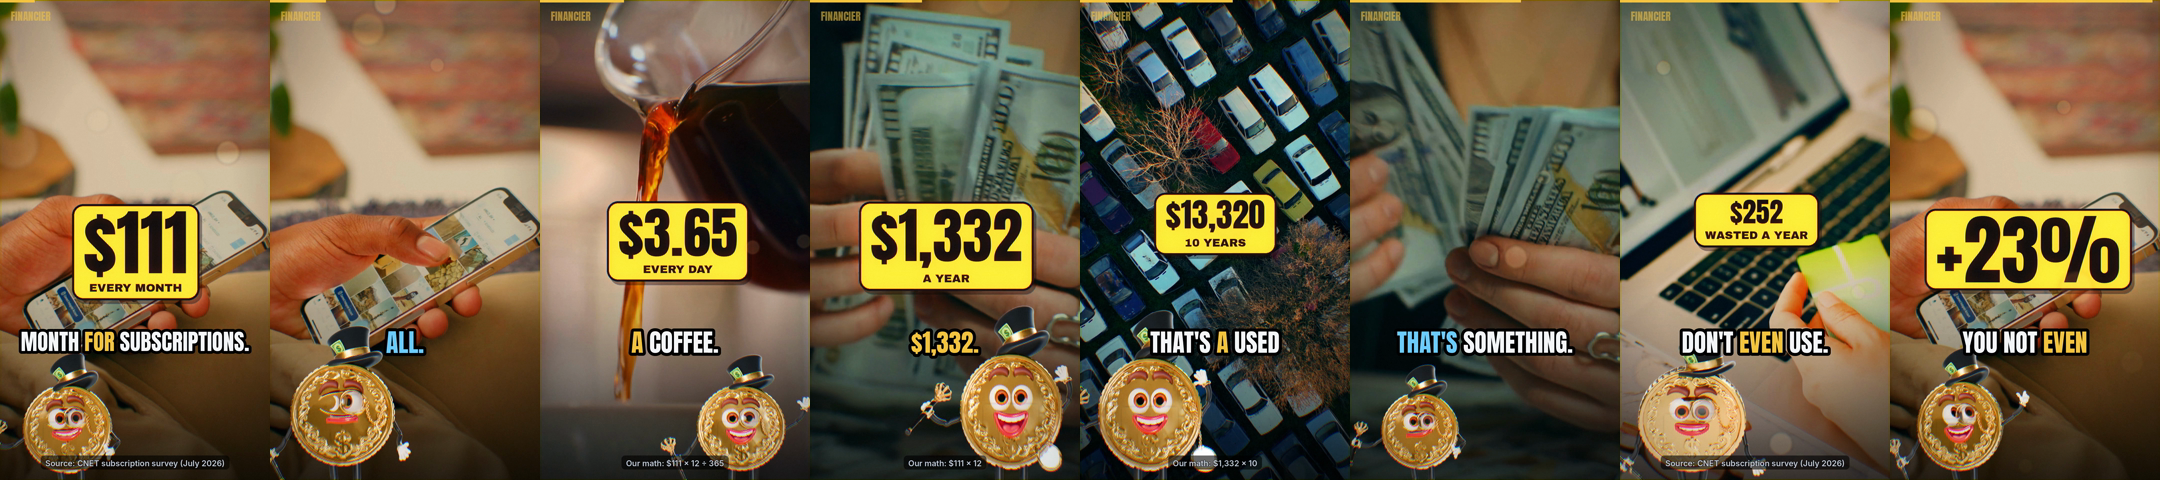 FINANCIER
$111
EVERY MONTH
MONTH FOR SUBSCRIPTIONS.
Source: CNET subscription survey (July 2026)
FINANCIER
ALL.
$3.65
EVERY DAY
A COFFEE.
Our math: $111 × 12 ÷ 365
FINANCIER
$1,332
A YEAR
$1,332.
Our math: $111 × 12
FINANCIER
$13,320
10 YEARS
THAT'S A USED
Our math: $1,332 × 10
FINANCIER
THAT'S SOMETHING.
FINANCIER
$252
WASTED A YEAR
DON'T EVEN USE.
Source: CNET subscription survey (July 2026)
FINANCIER
+23%
YOU NOT EVEN